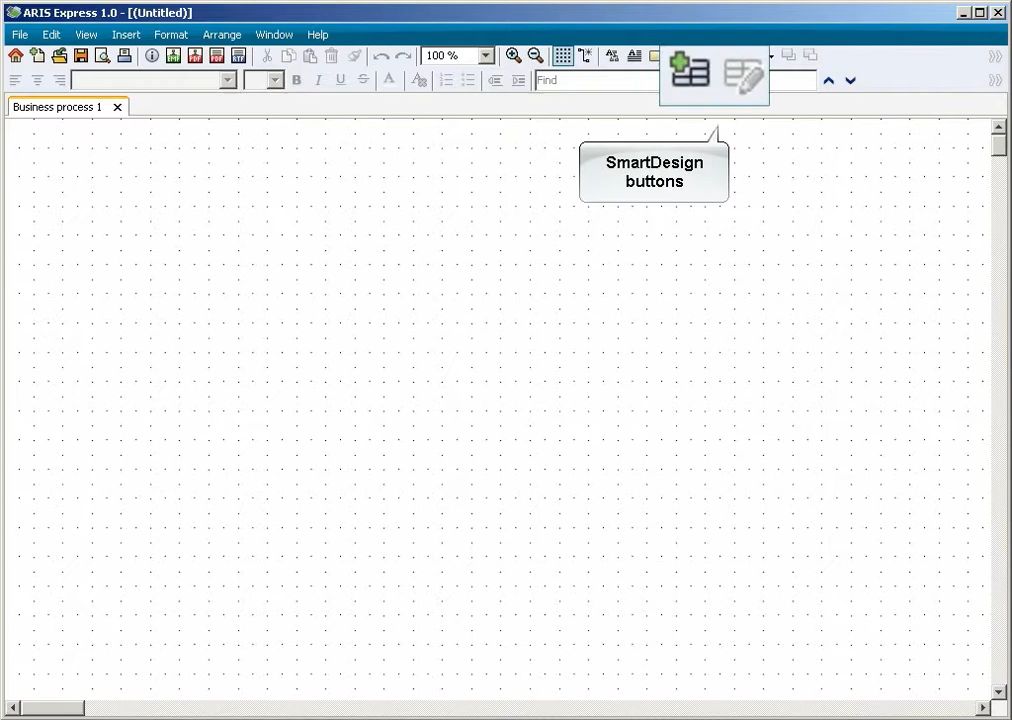 ARIS Express 1.0 - [(Untitled)]
File Edit View Insert Format Arrange Window Help
100 %
B I U S A Find
Business process 1
SmartDesign
buttons